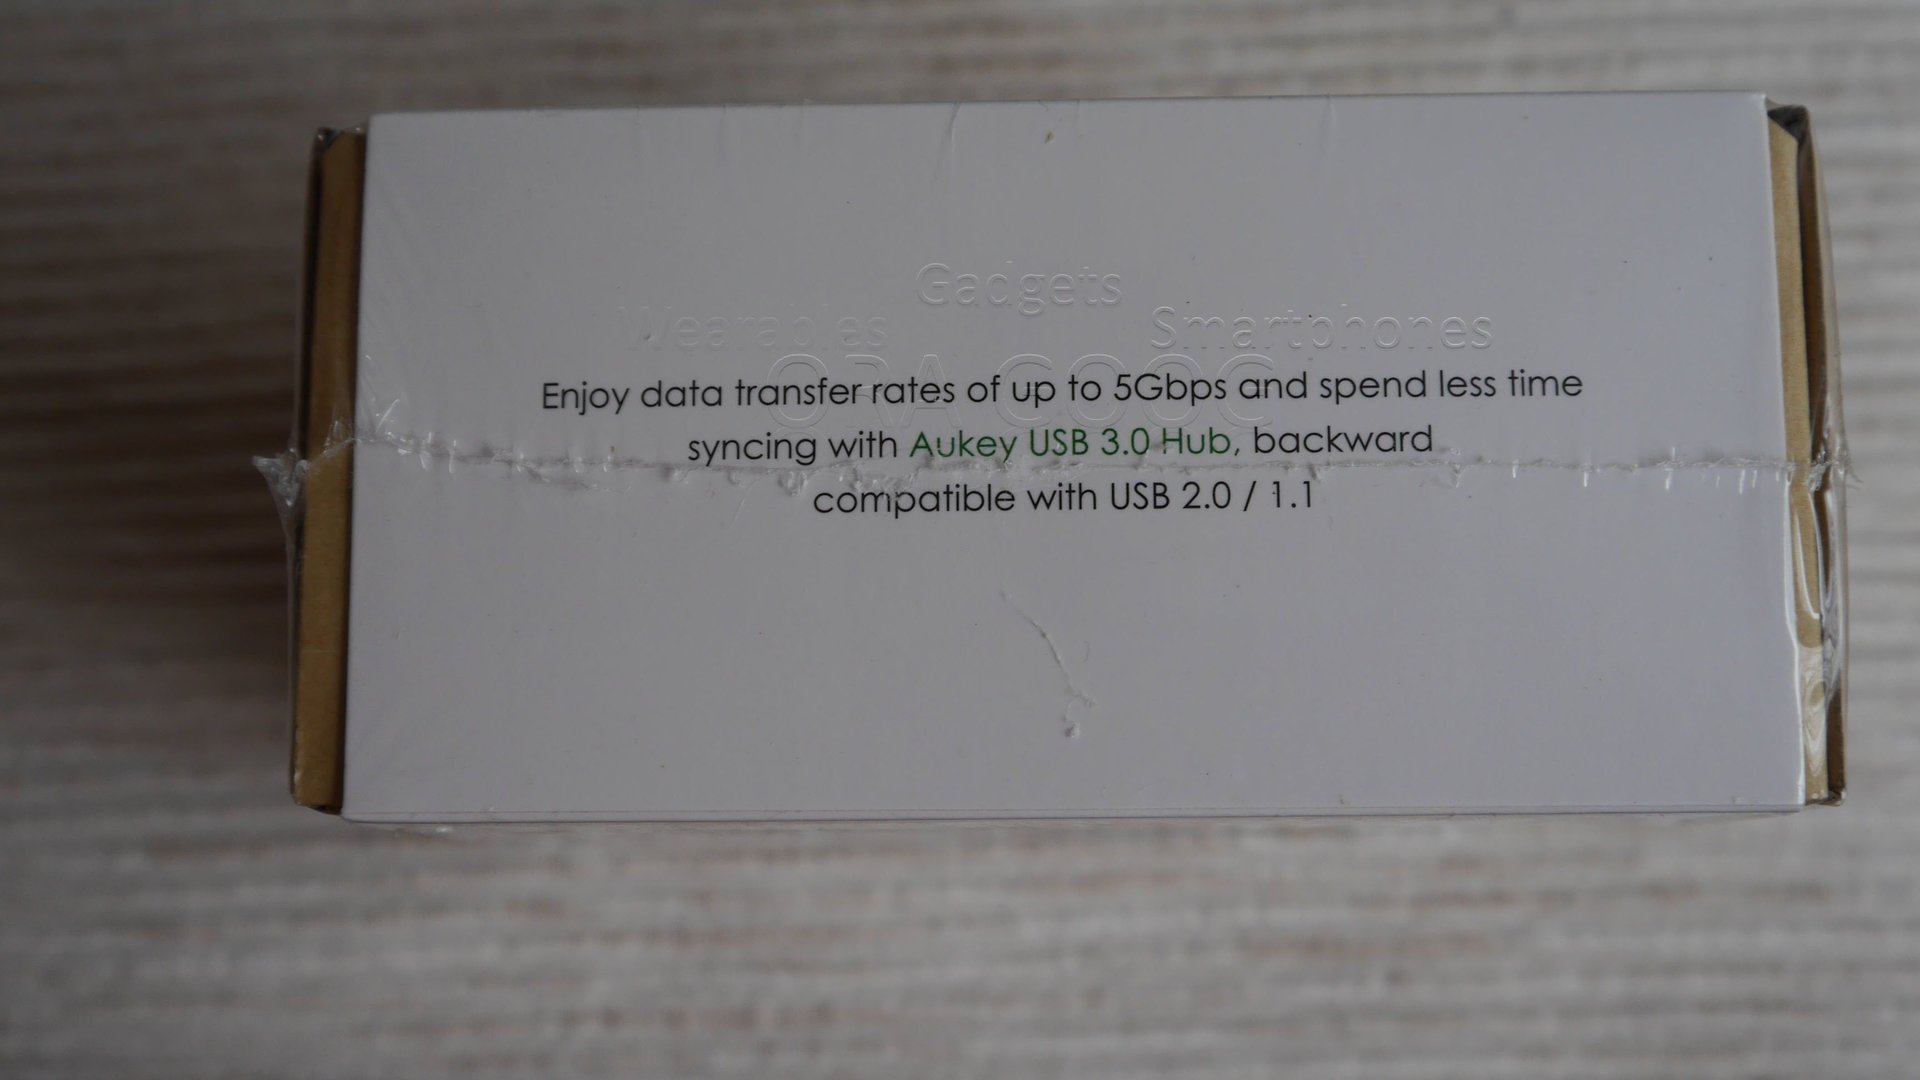 Gadgets
Wearables Smartphones
Enjoy data transfer rates of up to 5Gbps and spend less time
syncing with Aukey USB 3.0 Hub, backward
compatible with USB 2.0 / 1.1